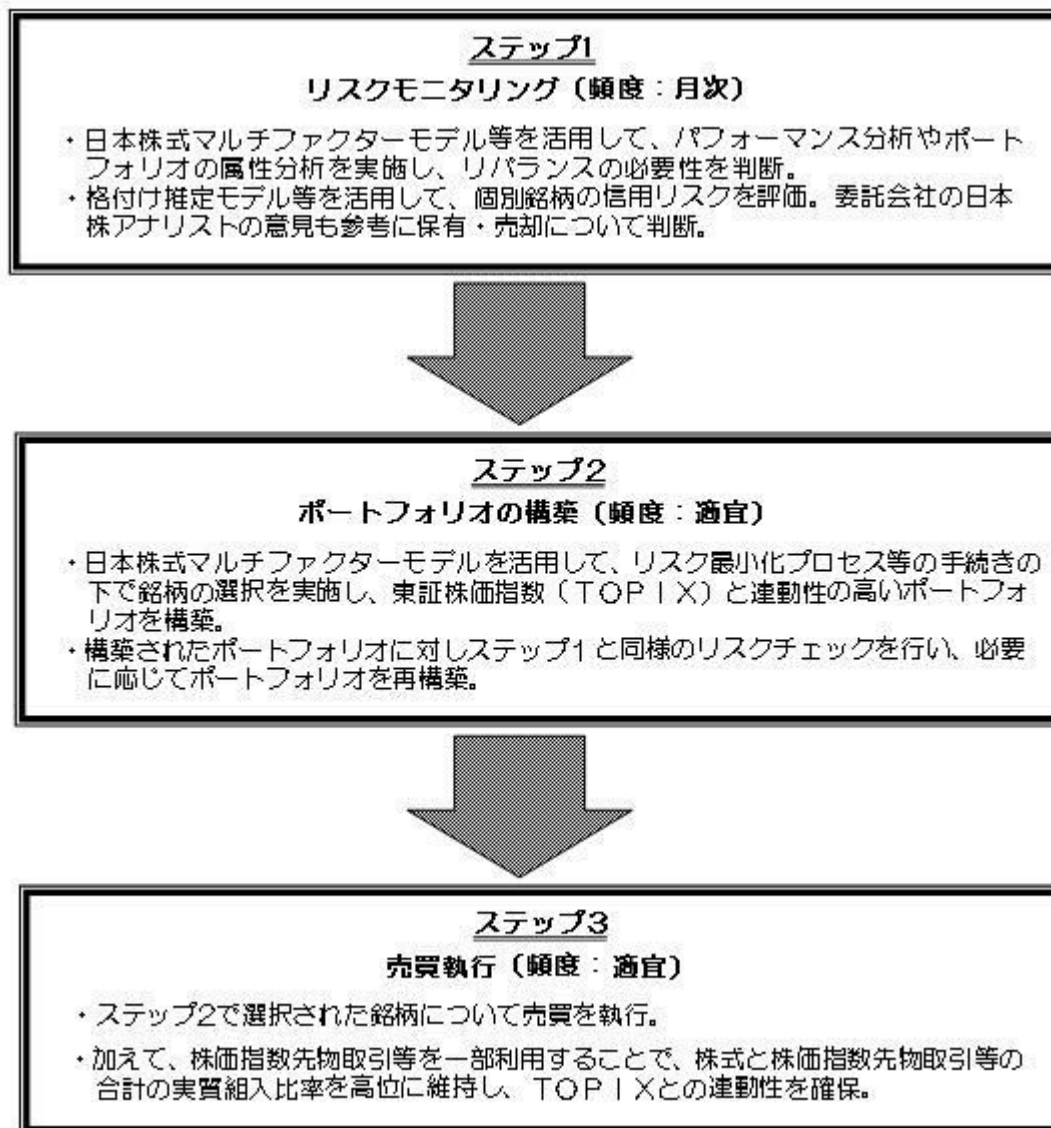 ステップ1
リスクモニタリング（頻度：月次）
・日本株式マルチファクターモデル等を活用して、パフォーマンス分析やポート
フォリオの属性分析を実施し、リバランスの必要性を判断。
・格付け推定モデル等を活用して、個別銘柄の信用リスクを評価。委託会社の日本
株アナリストの意見も参考に保有・売却について判断。
ステップ2
ポートフォリオの構築（頻度：適宜）
・日本株式マルチファクターモデルを活用して、リスク最小化プロセス等の手続きの
下で銘柄の選択を実施し、東証株価指数（ＴＯＰＩＸ）と連動性の高いポートフォ
リオを構築。
・構築されたポートフォリオに対しステップ1と同様のリスクチェックを行い、必要
に応じてポートフォリオを再構築。
ステップ3
売買執行（頻度：適宜）
・ステップ2で選択された銘柄について売買を執行。
・加えて、株価指数先物取引等を一部利用することで、株式と株価指数先物取引等の
合計の実質組入比率を高位に維持し、ＴＯＰＩＸとの連動性を確保。